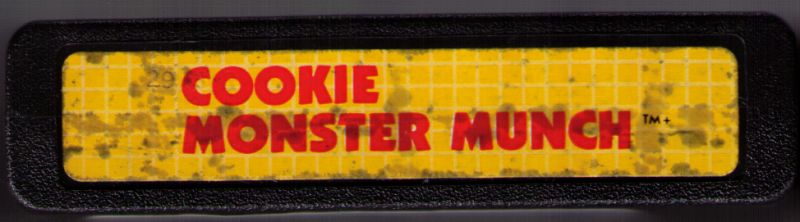 29
COOKIE
MONSTER MUNCH ™+